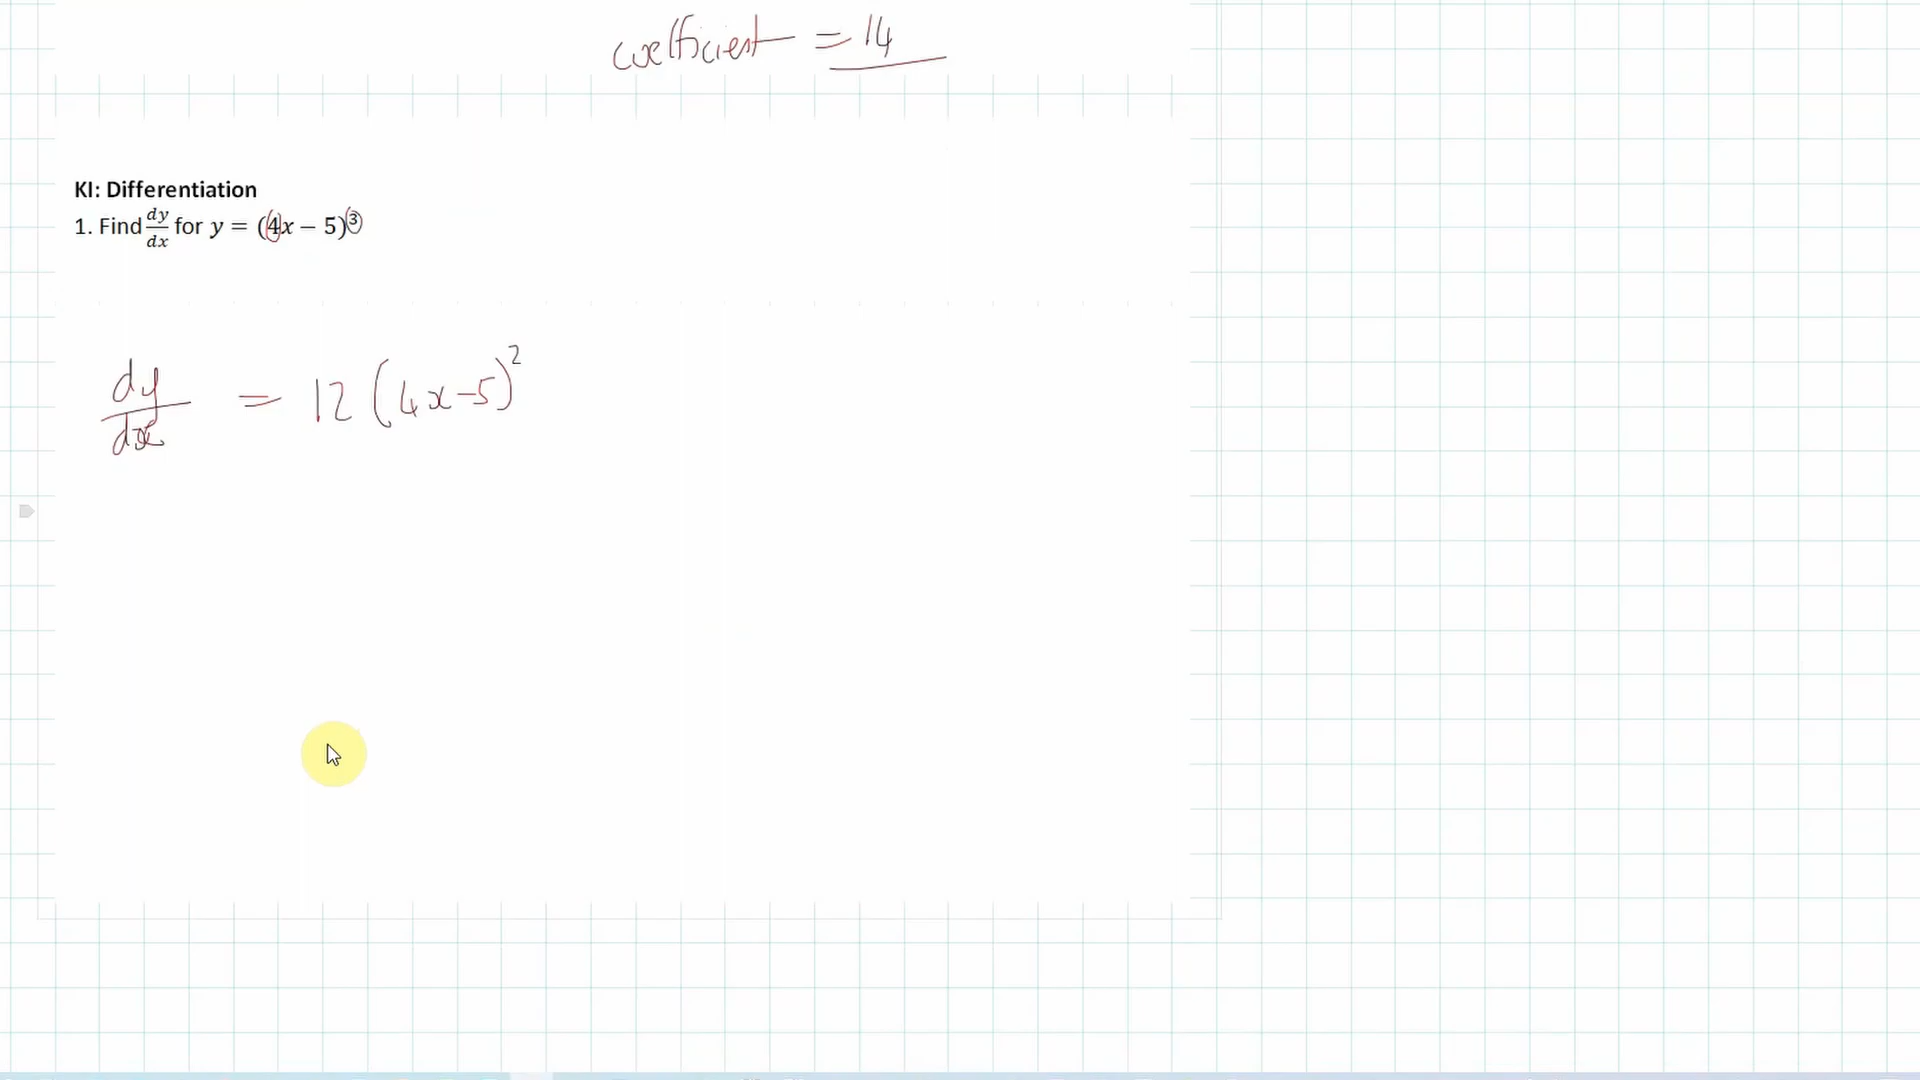 coefficient = 14
KI: Differentiation
1. Find dy/dx for y = (4x − 5)³
dy/dx = 12(4x-5)²